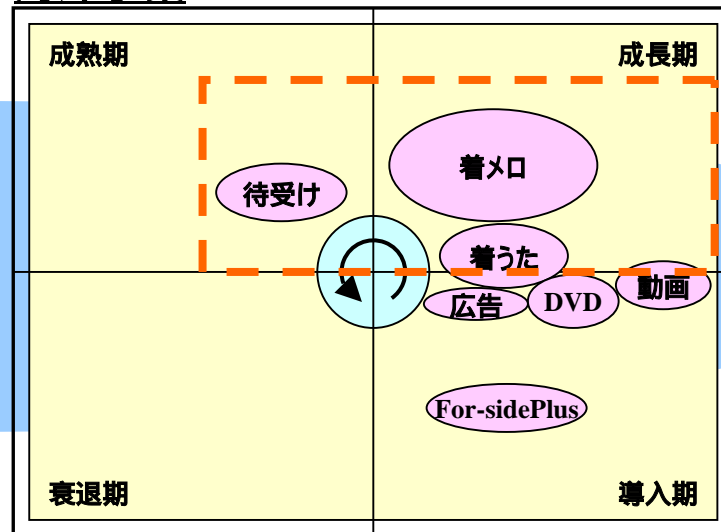 成熟期
成長期
着メロ
待受け
着うた
動画
広告
DVD
For-sidePlus
衰退期
導入期